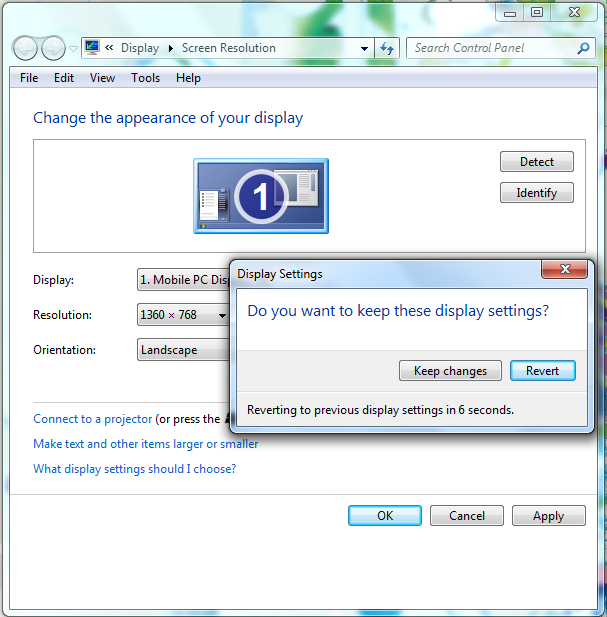 « Display ▸ Screen Resolution
Search Control Panel
File Edit View Tools Help
Change the appearance of your display
1
Detect
Identify
Display: 1. Mobile PC
Resolution: 1360 × 768
Orientation: Landscape
Display Settings
Do you want to keep these display settings?
Keep changes Revert
Reverting to previous display settings in 6 seconds.
Connect to a projector (or press the
Make text and other items larger or smaller
What display settings should I choose?
OK Cancel Apply